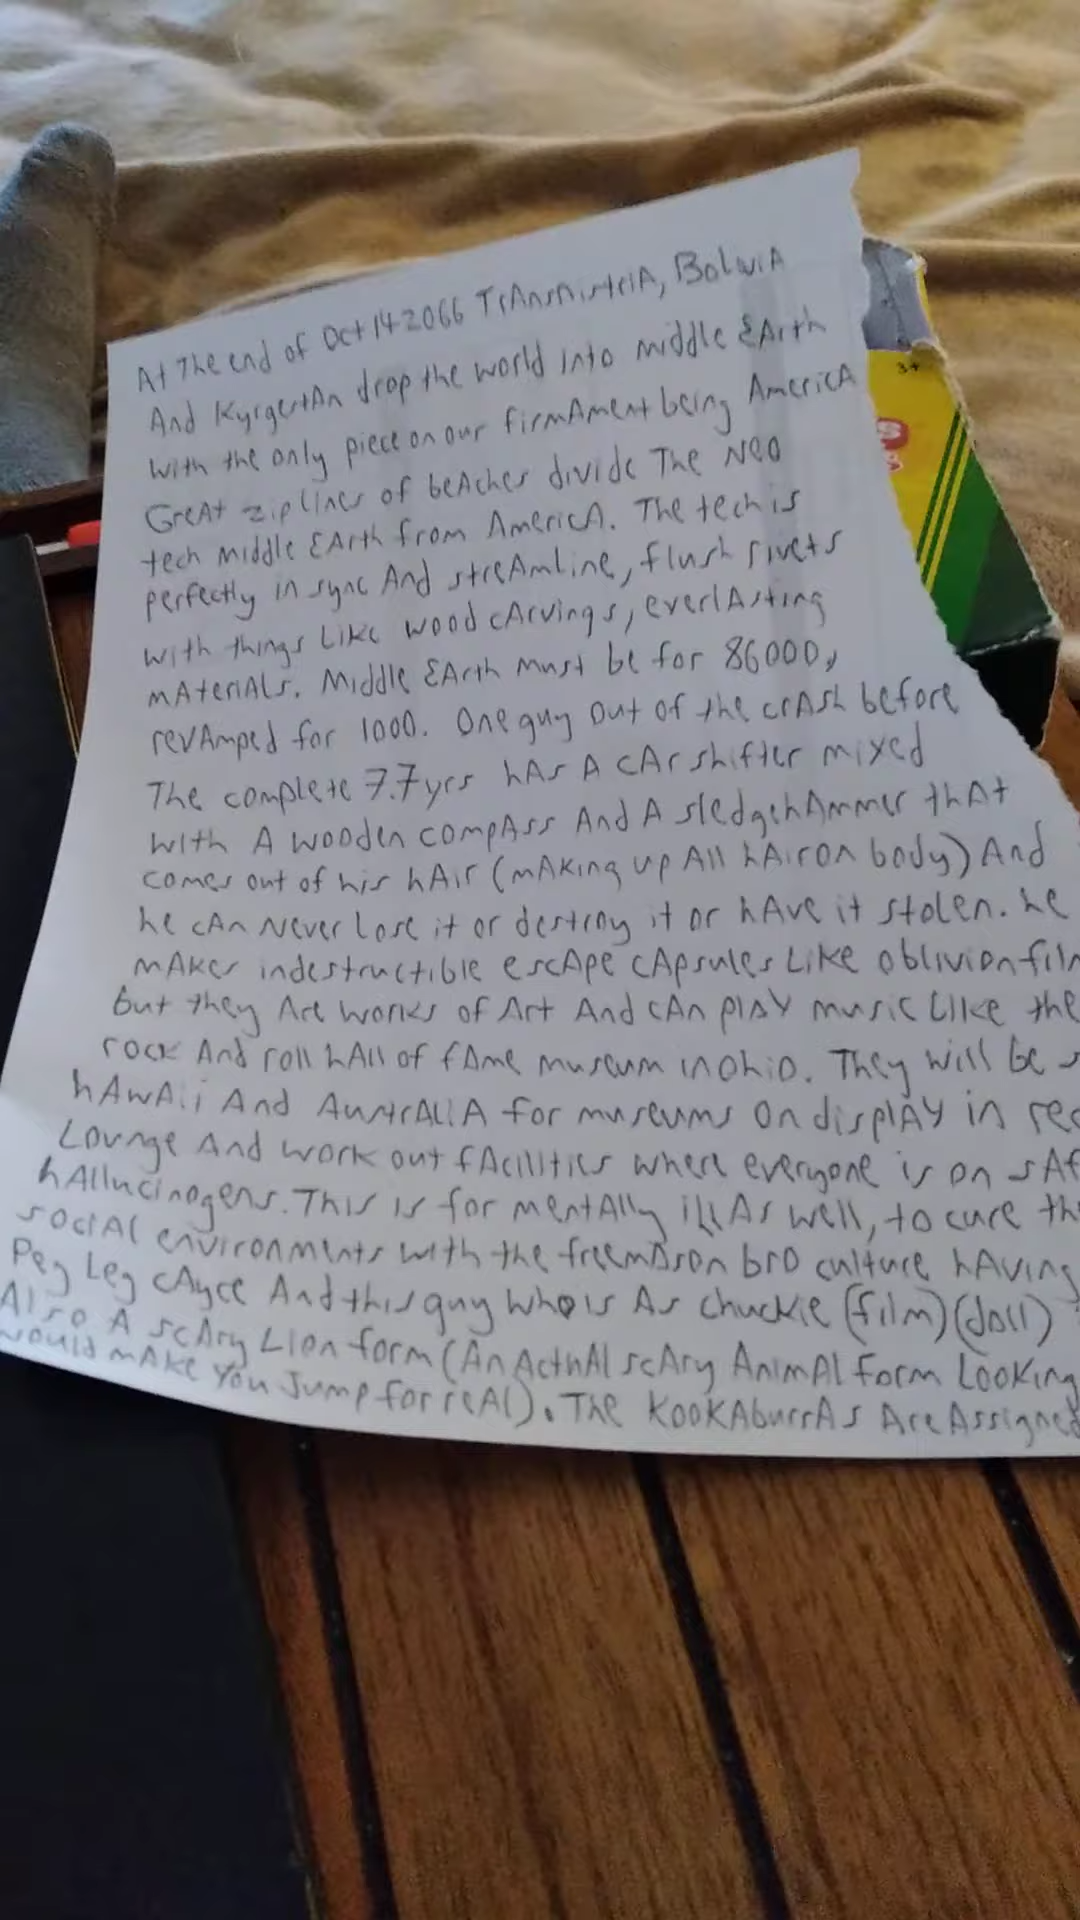 At The end of Oct 14 2066 TrAnsnistriA, BoliviA
And KyrgestAn drop the world into middle EArth
with the only piece on our firmAment being AmericA
GreAt zip lines of beAches divide The Neo
tech middle EArth from AmericA. The tech is
perfectly in sync And streAmline, flush rivets
with things Like wood cArvings, everlAsting
mAteriAls. Middle EArth must be for 86000,
revAmped for 1000. One guy out of the crAsh before
The complete 7.7yrs hAs A cAr shifter mixed
with A wooden compAss And A sledgehAmmer thAt
comes out of his hAir (mAking up All hAir on body) And
he cAn Never Lose it or destroy it or hAve it stolen. he
mAkes indestructible escApe cApsules Like oblivion film
but they Are works of Art And cAn plAy music LIke the
rock And roll hAll of fAme museum in Ohio. They will be
hAwAii And AustrAliA for museums On displAy in
Lounge And work out fAcilities where everyone is on
hAllucinogens. This is for mentAlly ill As well, to cure
sociAl environments with the freemAson bro culture hAving
Peg Leg cAyce And this guy who is As chuckie (film) (doll)
Also A scAry Lion form (An ActuAl scAry AnimAl form Looking
would mAke You Jump for reAl). The kookAburrAs Are Assigned
3+